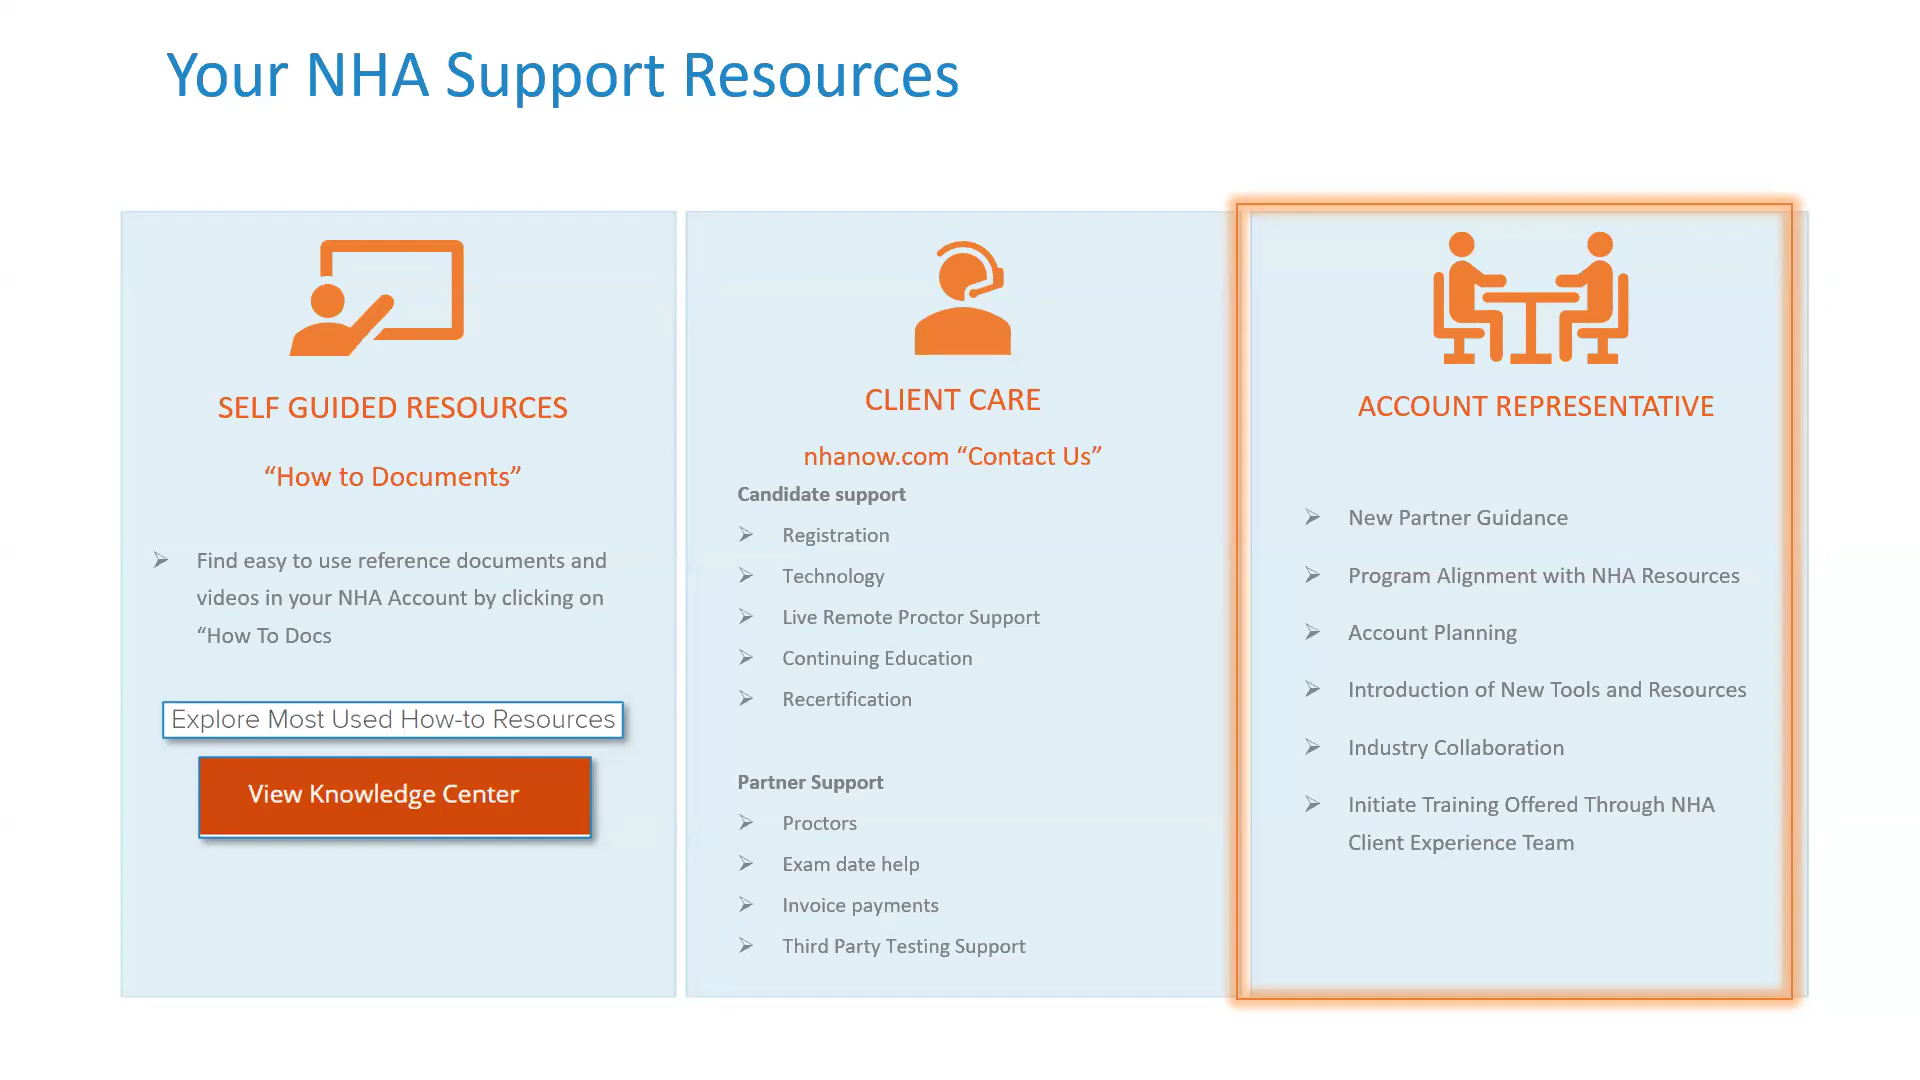 Your NHA Support Resources
SELF GUIDED RESOURCES
“How to Documents”
Find easy to use reference documents and
videos in your NHA Account by clicking on
“How To Docs
Explore Most Used How-to Resources
View Knowledge Center
CLIENT CARE
nhanow.com “Contact Us”
Candidate support
Registration
Technology
Live Remote Proctor Support
Continuing Education
Recertification
Partner Support
Proctors
Exam date help
Invoice payments
Third Party Testing Support
ACCOUNT REPRESENTATIVE
New Partner Guidance
Program Alignment with NHA Resources
Account Planning
Introduction of New Tools and Resources
Industry Collaboration
Initiate Training Offered Through NHA
Client Experience Team